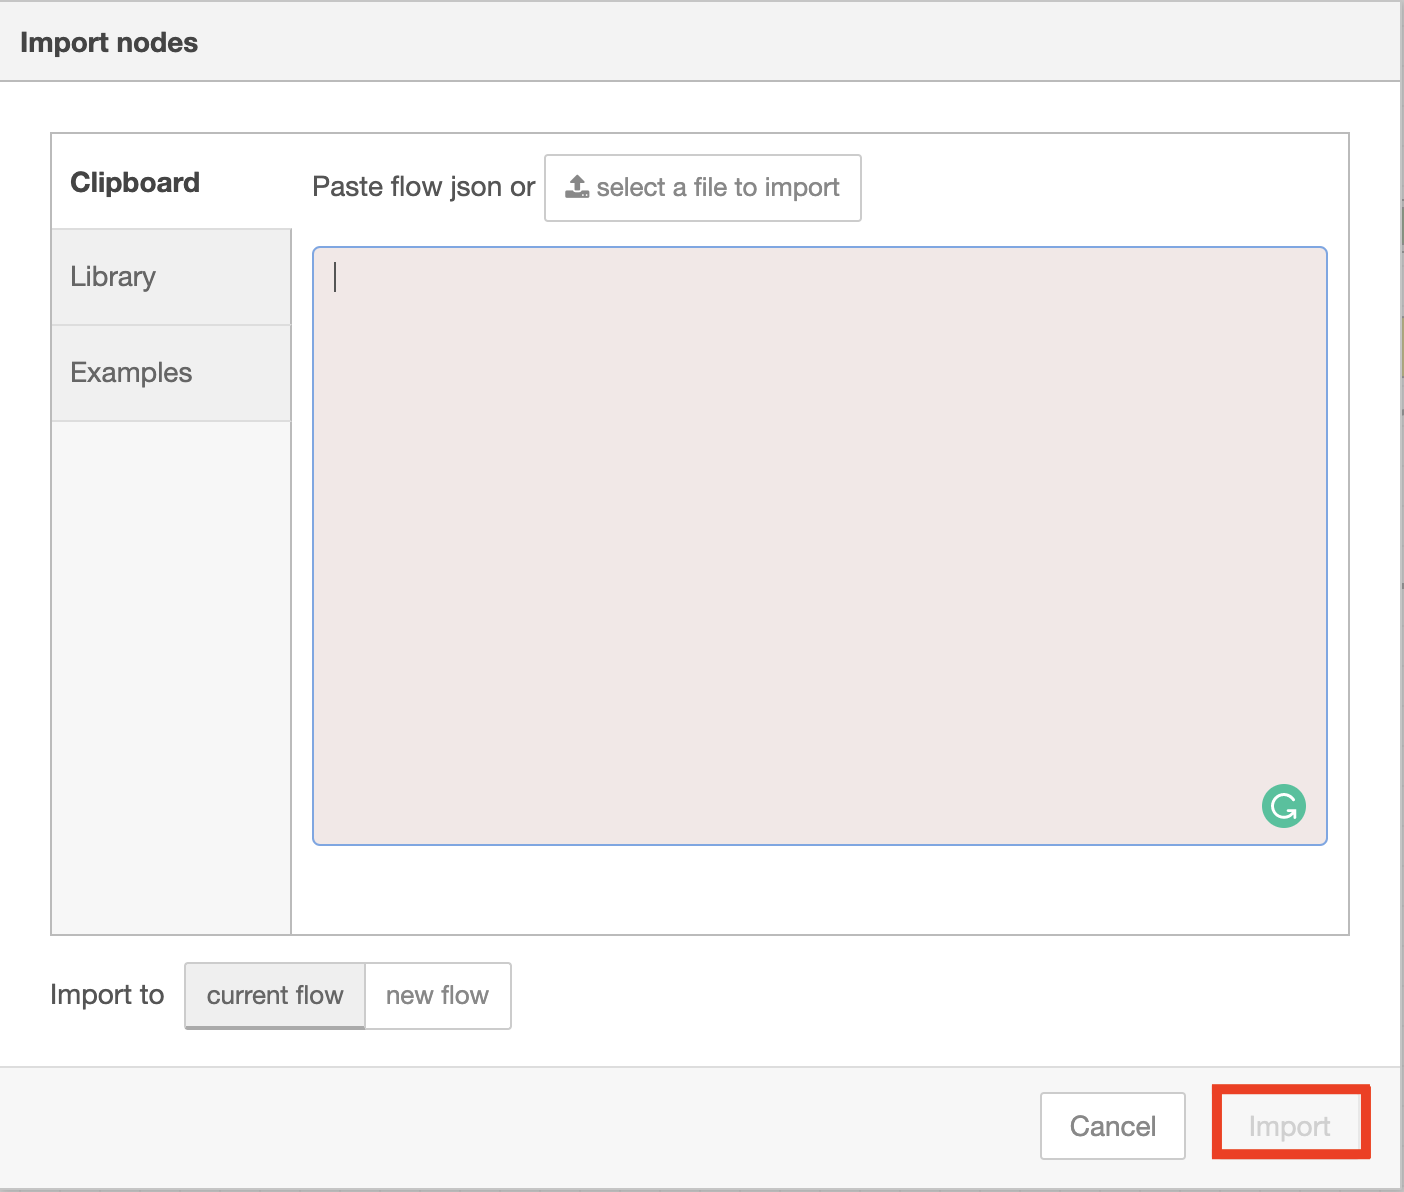 Import nodes
Clipboard
Paste flow json or select a file to import
Library
Examples
Import to current flow new flow
Cancel Import